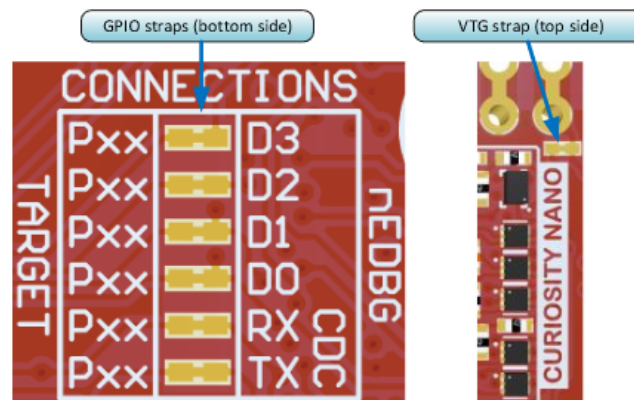 GPIO straps (bottom side)
VTG strap (top side)
CONNECTIONS
Pxx D3
Pxx D2
Pxx D1
Pxx D0
Pxx RX
Pxx TX
TARGET
nEDBG
CDC
CURIOSITY NANO